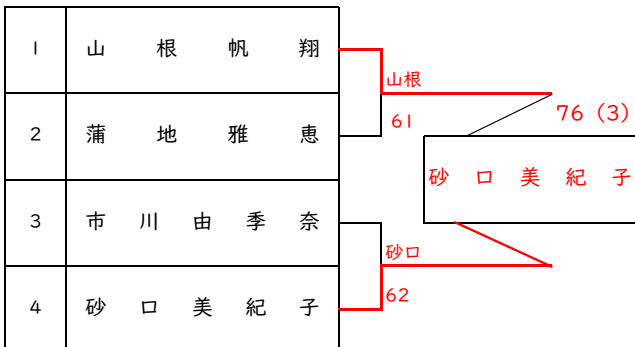 1 山根帆翔
山根
61
2 蒲地雅恵
76 (3)
砂口美紀子
3 市川由季奈
砂口
62
4 砂口美紀子